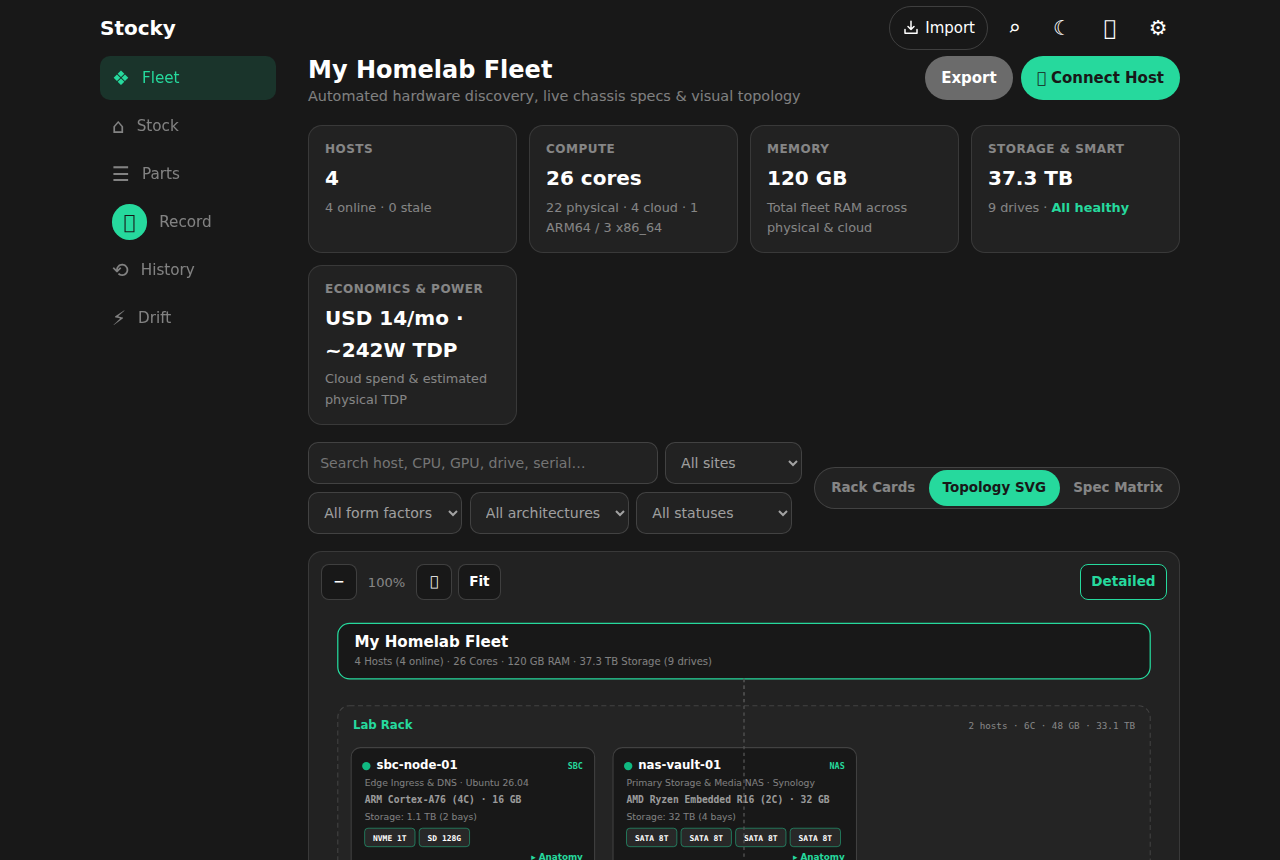 Stocky
Import
Fleet
Stock
Parts
Record
History
Drift
My Homelab Fleet
Automated hardware discovery, live chassis specs & visual topology
Export
Connect Host
HOSTS
4
4 online · 0 stale
COMPUTE
26 cores
22 physical · 4 cloud · 1
ARM64 / 3 x86_64
MEMORY
120 GB
Total fleet RAM across
physical & cloud
STORAGE & SMART
37.3 TB
9 drives · All healthy
ECONOMICS & POWER
USD 14/mo ·
~242W TDP
Cloud spend & estimated
physical TDP
Search host, CPU, GPU, drive, serial...
All sites
All form factors
All architectures
All statuses
Rack Cards
Topology SVG
Spec Matrix
−
100%
Fit
Detailed
My Homelab Fleet
4 Hosts (4 online) · 26 Cores · 120 GB RAM · 37.3 TB Storage (9 drives)
Lab Rack
2 hosts · 6C · 48 GB · 33.1 TB
sbc-node-01
SBC
Edge Ingress & DNS · Ubuntu 26.04
ARM Cortex-A76 (4C) · 16 GB
Storage: 1.1 TB (2 bays)
NVME 1T
SD 128G
▸ Anatomy
nas-vault-01
NAS
Primary Storage & Media NAS · Synology
AMD Ryzen Embedded R16 (2C) · 32 GB
Storage: 32 TB (4 bays)
SATA 8T
SATA 8T
SATA 8T
SATA 8T
▸ Anatomy